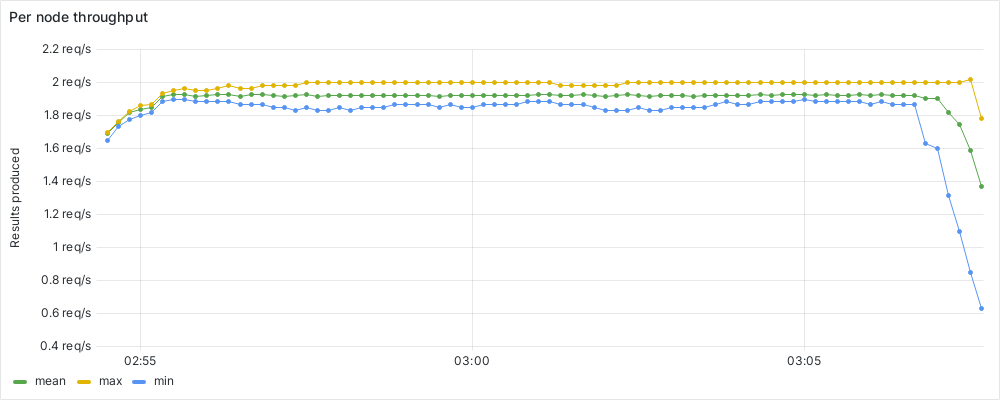 Per node throughput
2.2 req/s
2 req/s
1.8 req/s
1.6 req/s
1.4 req/s
1.2 req/s
1 req/s
0.8 req/s
0.6 req/s
0.4 req/s
Results produced
02:55 03:00 03:05
mean max min